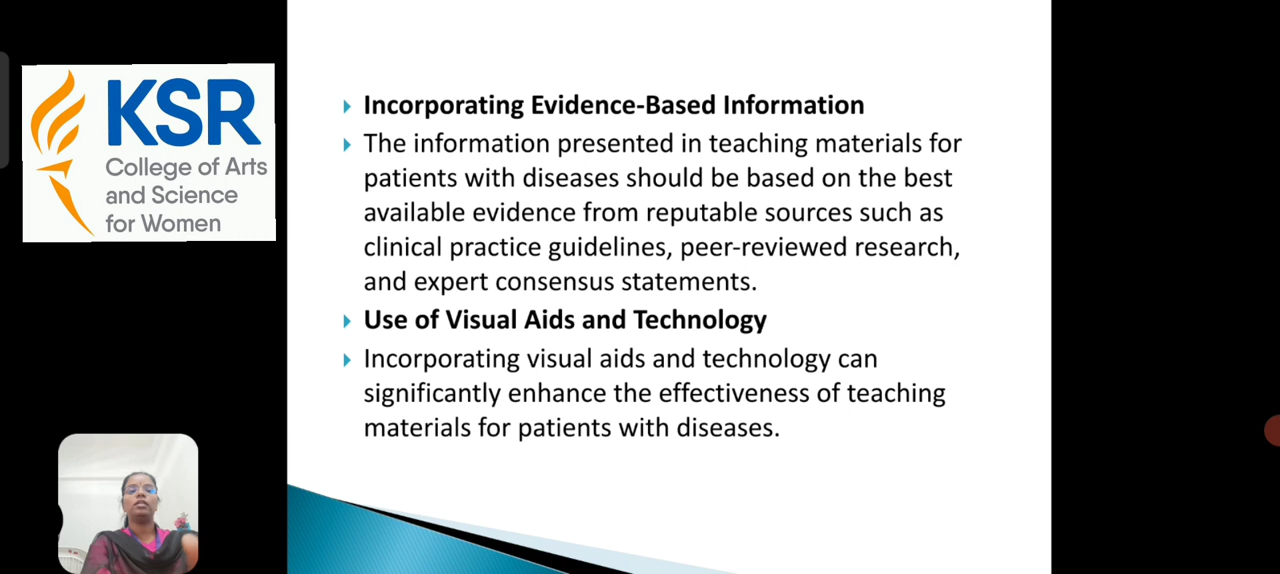 KSR
College of Arts
and Science
for Women
Incorporating Evidence-Based Information
The information presented in teaching materials for
patients with diseases should be based on the best
available evidence from reputable sources such as
clinical practice guidelines, peer-reviewed research,
and expert consensus statements.
Use of Visual Aids and Technology
Incorporating visual aids and technology can
significantly enhance the effectiveness of teaching
materials for patients with diseases.